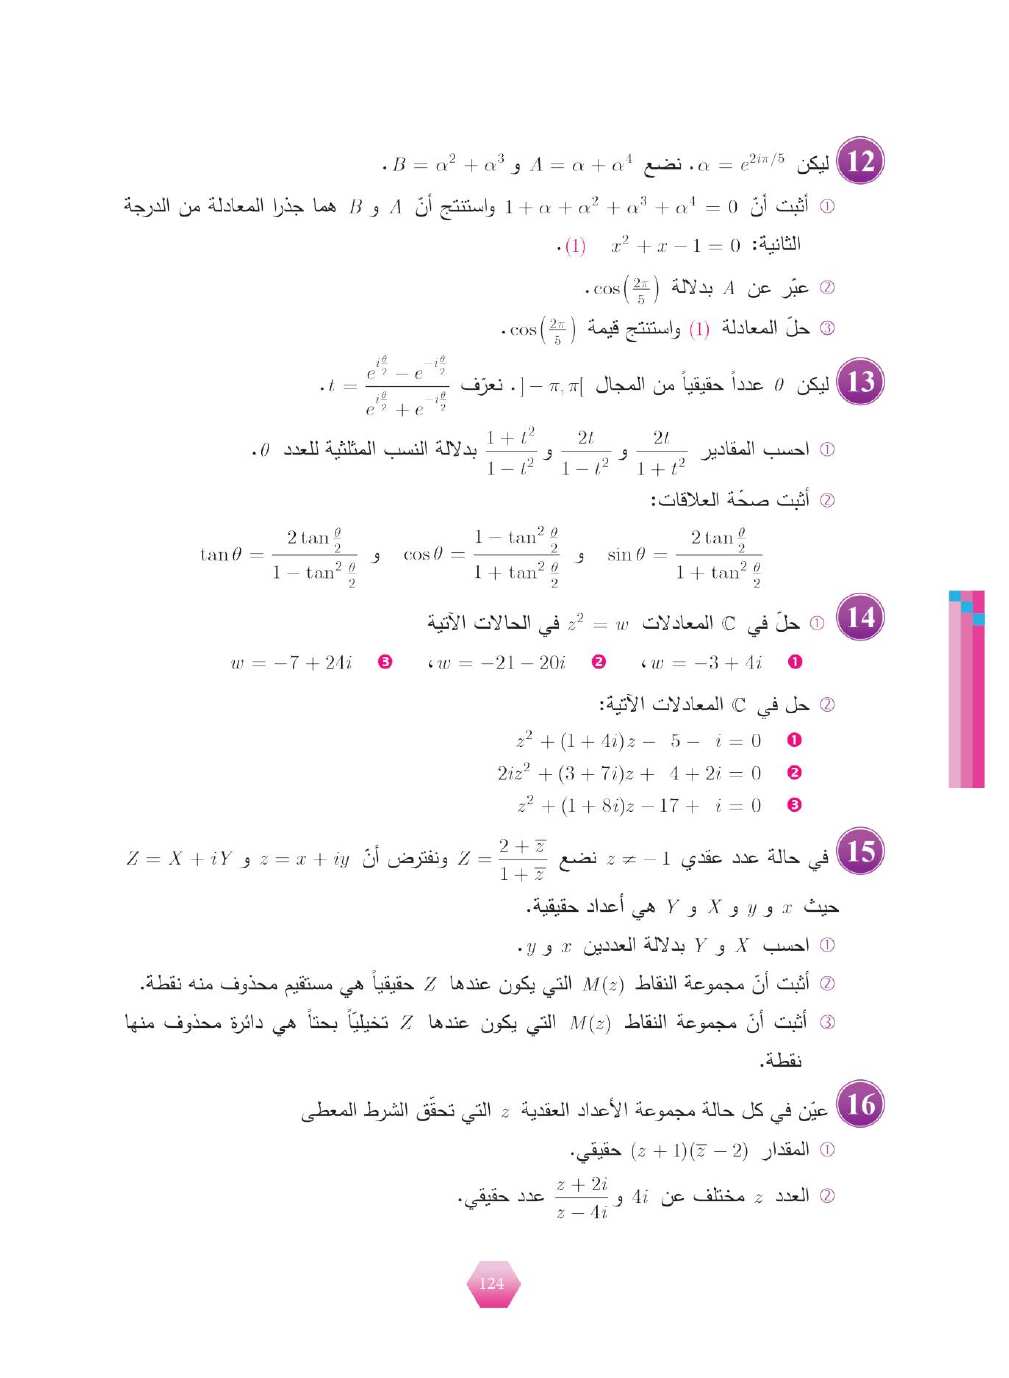 12 ليكن α = e^{2iπ/5}. نضع A = α + α⁴ و B = α² + α³.
① أثبت أنّ 1 + α + α² + α³ + α⁴ = 0 واستنتج أنّ A و B هما جذرا المعادلة من الدرجة
الثانية: x² + x − 1 = 0 (1).
② عبّر عن A بدلالة cos(2π/5).
③ حلّ المعادلة (1) واستنتج قيمة cos(2π/5).
13 ليكن θ عدداً حقيقياً من المجال ]−π, π[. نعرّف t = (e^{iθ/2} − e^{−iθ/2})/(e^{iθ/2} + e^{−iθ/2}).
① احسب المقادير 2t/(1 + t²) و 2t/(1 − t²) و (1 + t²)/(1 − t²) بدلالة النسب المثلثية للعدد θ.
② أثبت صحّة العلاقات:
sin θ = (2 tan θ/2)/(1 + tan² θ/2) و cos θ = (1 − tan² θ/2)/(1 + tan² θ/2) و tan θ = (2 tan θ/2)/(1 − tan² θ/2)
14 ① حلّ في ℂ المعادلات z² = w في الحالات الآتية
❶ w = −3 + 4i، ❷ w = −21 − 20i، ❸ w = −7 + 24i
② حل في ℂ المعادلات الآتية:
❶ z² + (1 + 4i)z − 5 − i = 0
❷ 2iz² + (3 + 7i)z + 4 + 2i = 0
❸ z² + (1 + 8i)z − 17 + i = 0
15 في حالة عدد عقدي z ≠ −1 نضع Z = (2 + z̅)/(1 + z̅) ونفترض أنّ z = x + iy و Z = X + iY
حيث x و y و X و Y هي أعداد حقيقية.
① احسب X و Y بدلالة العددين x و y.
② أثبت أنّ مجموعة النقاط M(z) التي يكون عندها Z حقيقياً هي مستقيم محذوف منه نقطة.
③ أثبت أنّ مجموعة النقاط M(z) التي يكون عندها Z تخيليّاً بحتاً هي دائرة محذوف منها
نقطة.
16 عيّن في كل حالة مجموعة الأعداد العقدية z التي تحقّق الشرط المعطى
① المقدار (z + 1)(z̅ − 2) حقيقي.
② العدد z مختلف عن 4i و (z + 2i)/(z − 4i) عدد حقيقي.
124